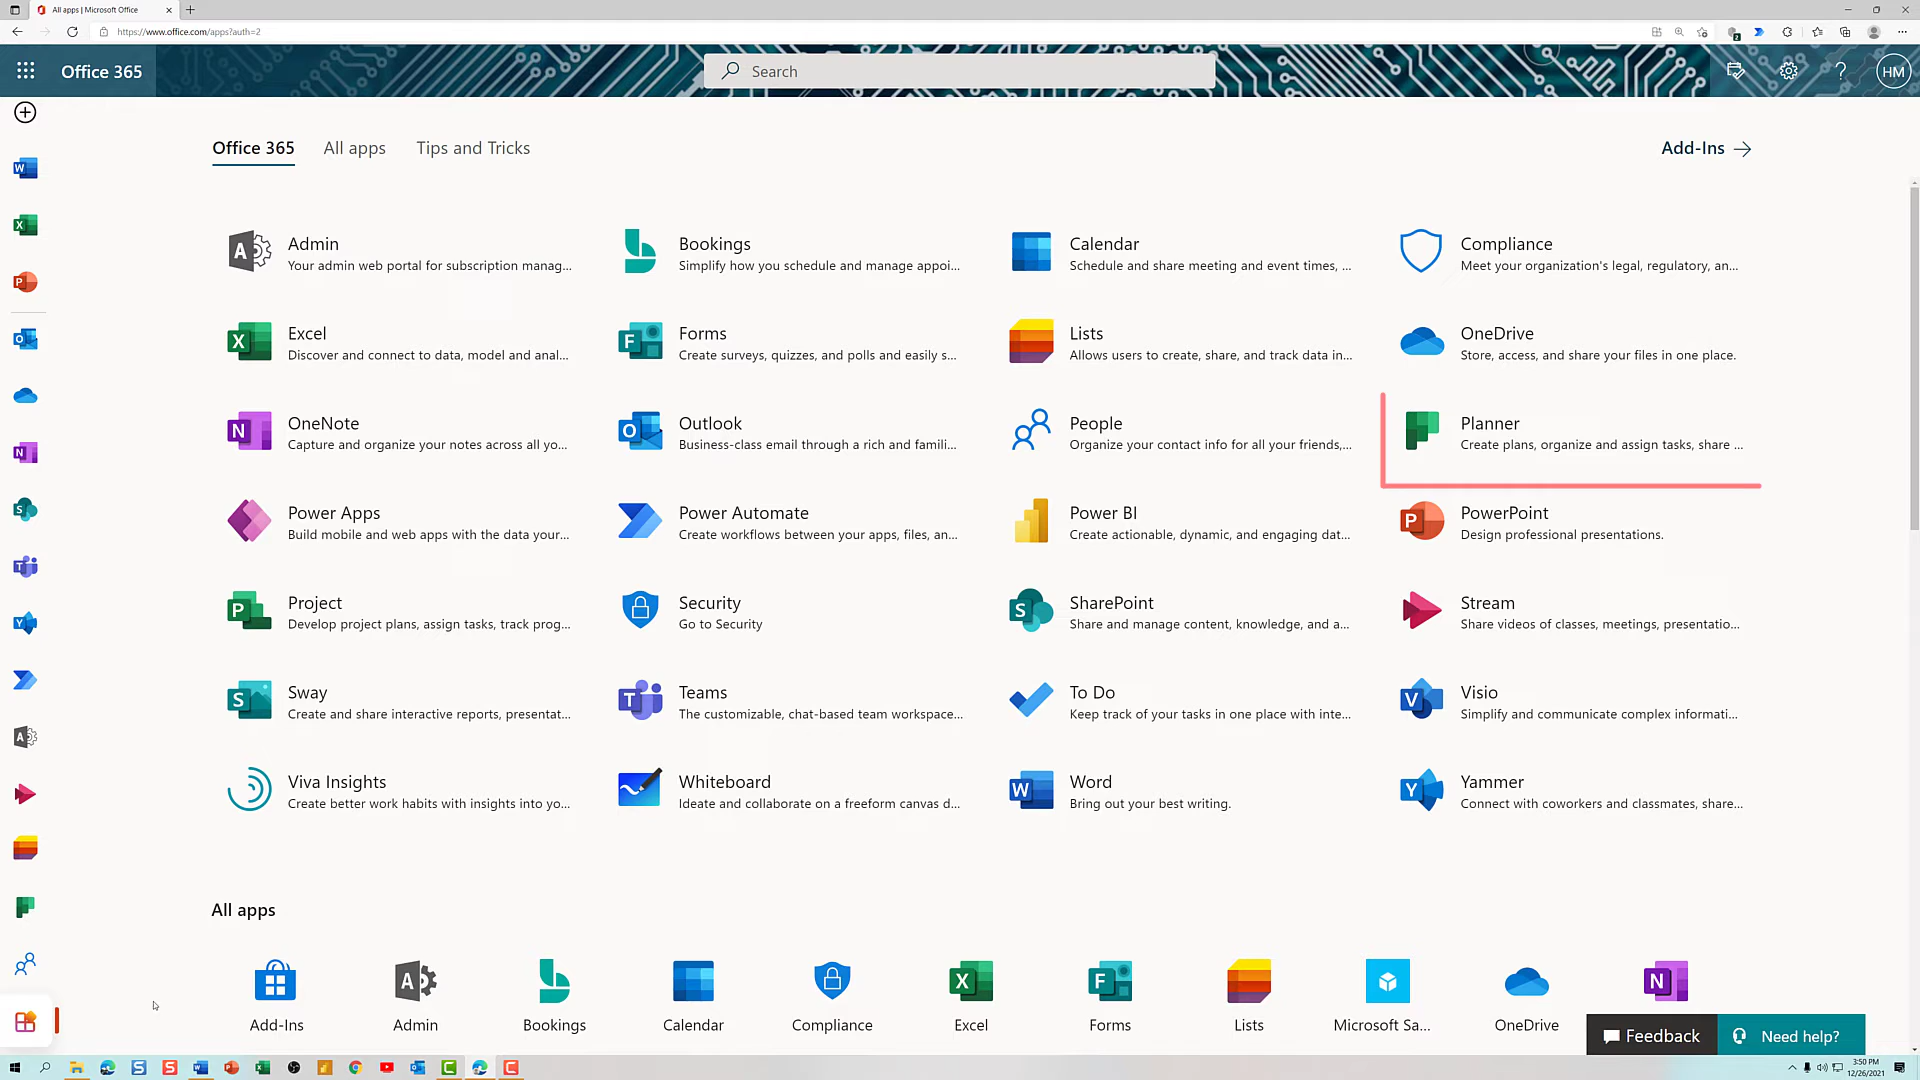 All apps | Microsoft Office
https://www.office.com/apps?auth=2
Office 365
Search
HM
Office 365
All apps
Tips and Tricks
Add-Ins
Admin
Your admin web portal for subscription manag...
Bookings
Simplify how you schedule and manage appoi...
Calendar
Schedule and share meeting and event times, ...
Compliance
Meet your organization's legal, regulatory, an...
Excel
Discover and connect to data, model and anal...
Forms
Create surveys, quizzes, and polls and easily s...
Lists
Allows users to create, share, and track data in...
OneDrive
Store, access, and share your files in one place.
OneNote
Capture and organize your notes across all yo...
Outlook
Business-class email through a rich and famili...
People
Organize your contact info for all your friends,...
Planner
Create plans, organize and assign tasks, share ...
Power Apps
Build mobile and web apps with the data your...
Power Automate
Create workflows between your apps, files, an...
Power BI
Create actionable, dynamic, and engaging dat...
PowerPoint
Design professional presentations.
Project
Develop project plans, assign tasks, track prog...
Security
Go to Security
SharePoint
Share and manage content, knowledge, and a...
Stream
Share videos of classes, meetings, presentatio...
Sway
Create and share interactive reports, presentat...
Teams
The customizable, chat-based team workspace...
To Do
Keep track of your tasks in one place with inte...
Visio
Simplify and communicate complex informati...
Viva Insights
Create better work habits with insights into yo...
Whiteboard
Ideate and collaborate on a freeform canvas d...
Word
Bring out your best writing.
Yammer
Connect with coworkers and classmates, share...
All apps
Add-Ins
Admin
Bookings
Calendar
Compliance
Excel
Forms
Lists
Microsoft Sa...
OneDrive
Feedback
Need help?
3:50 PM
12/26/2021